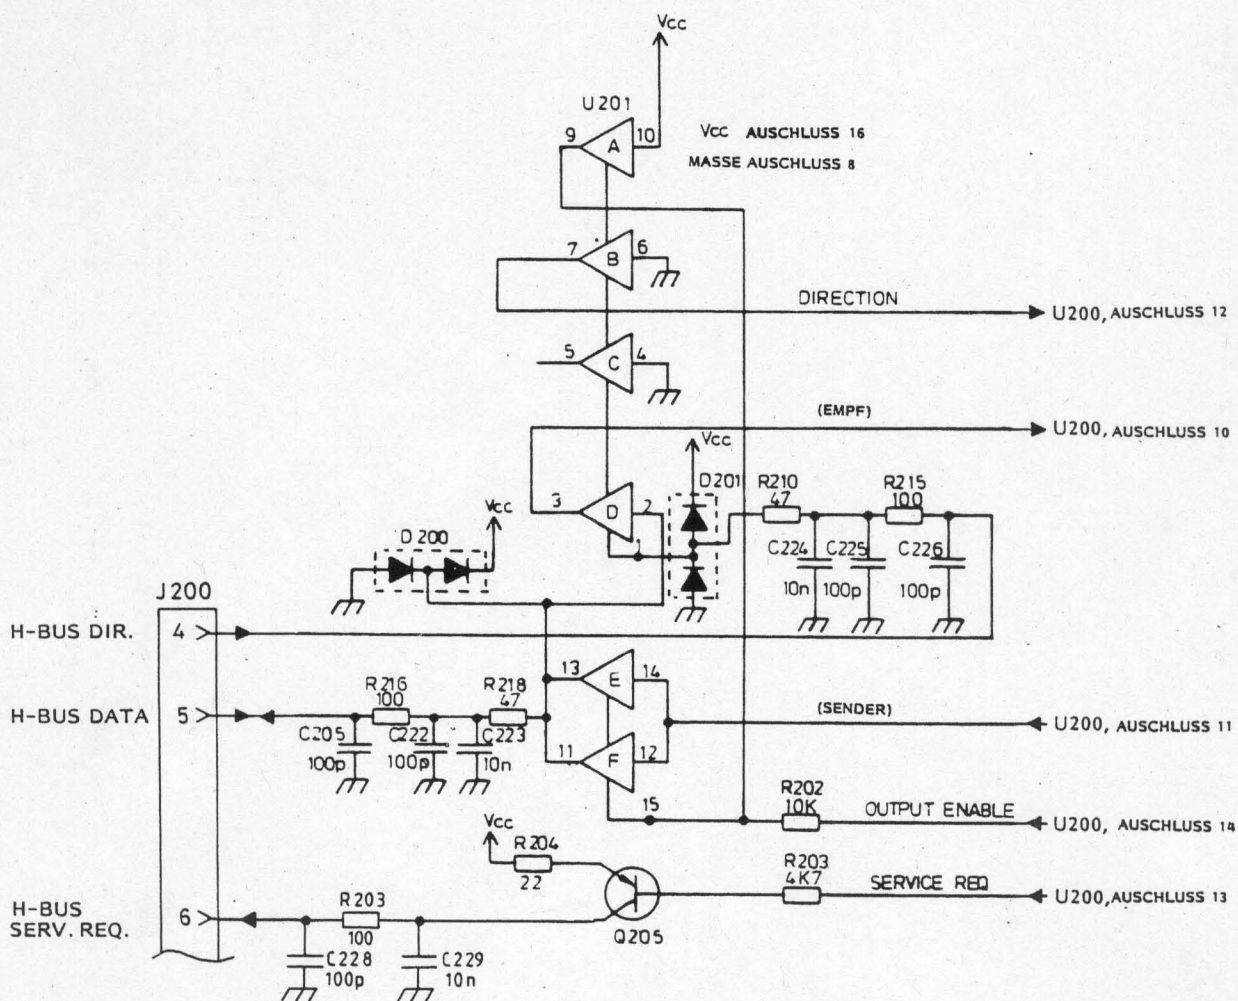 Vcc
U201
9 A 10
Vcc AUSCHLUSS 16
MASSE AUSCHLUSS 8
7 B 6
DIRECTION
U200, AUSCHLUSS 12
5 C 4
(EMPF)
U200, AUSCHLUSS 10
Vcc
D201
R210
47
R215
100
3 D 2
1
Vcc
D200
C224
10n
C225
100p
C226
100p
J200
H-BUS DIR.
4
13 E 14
R216
100
R218
47
H-BUS DATA
5
(SENDER)
U200, AUSCHLUSS 11
C205
100p
C222
100p
C223
10n
11 F 12
15
R202
10K
OUTPUT ENABLE
U200, AUSCHLUSS 14
Vcc
R204
22
R203
4K7
SERVICE REQ
U200, AUSCHLUSS 13
H-BUS
SERV. REQ.
6
R203
100
Q205
C228
100p
C229
10n